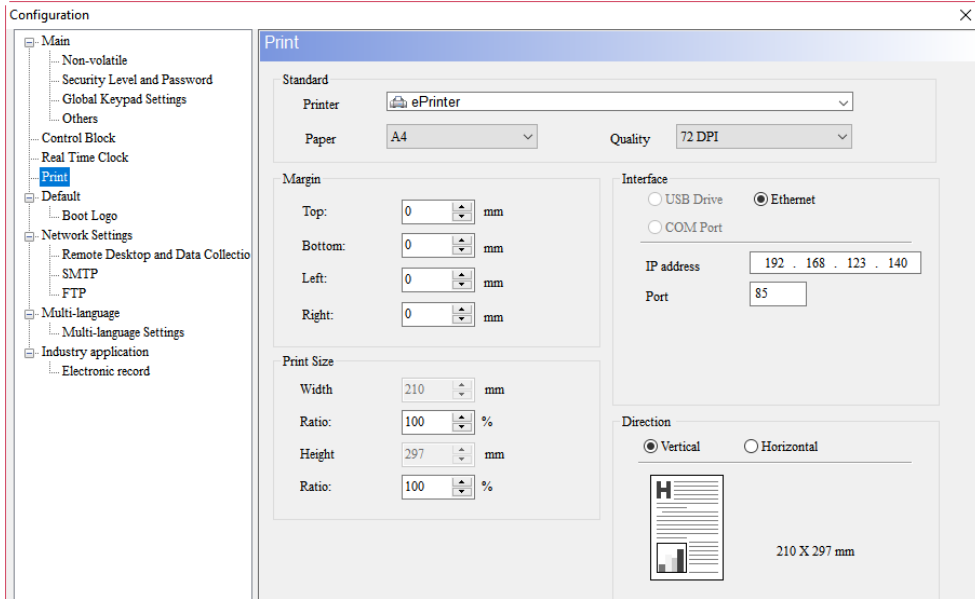 Configuration
Main
Non-volatile
Security Level and Password
Global Keypad Settings
Others
Control Block
Real Time Clock
Print
Default
Boot Logo
Network Settings
Remote Desktop and Data Collectio
SMTP
FTP
Multi-language
Multi-language Settings
Industry application
Electronic record
Print
Standard
Printer ePrinter
Paper A4 Quality 72 DPI
Margin
Top: 0 mm
Bottom: 0 mm
Left: 0 mm
Right: 0 mm
Print Size
Width 210 mm
Ratio: 100 %
Height 297 mm
Ratio: 100 %
Interface
USB Drive Ethernet
COM Port
IP address 192 . 168 . 123 . 140
Port 85
Direction
Vertical Horizontal
H
210 X 297 mm